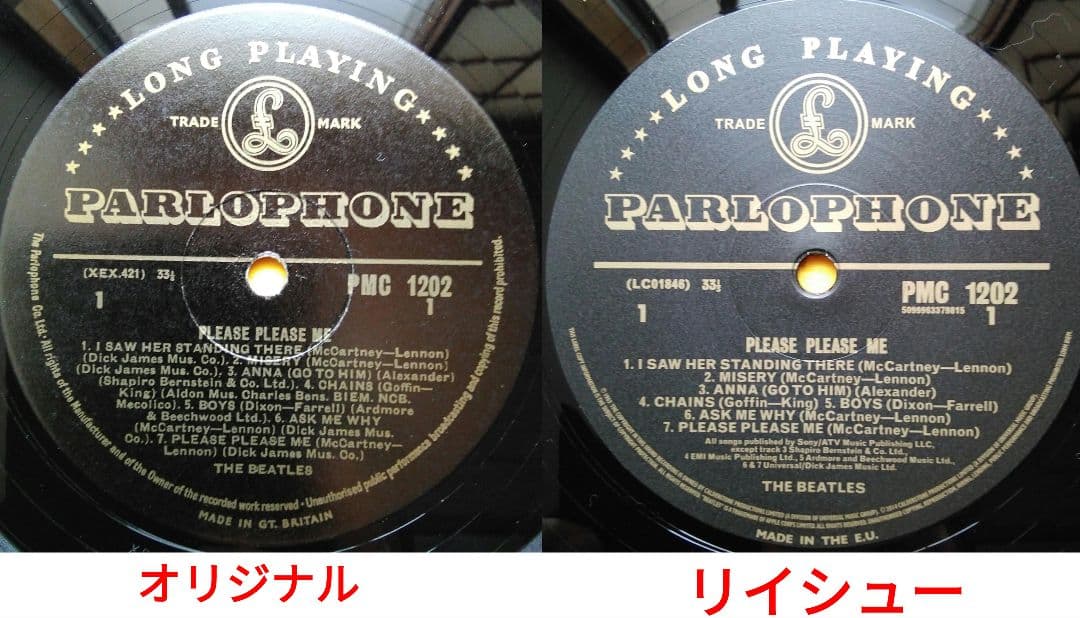 ★★★★LONG PLAYING★★★★
TRADE £ MARK
PARLOPHONE
(XEX.421) 33⅓
PMC 1202
1
1
PLEASE PLEASE ME
1. I SAW HER STANDING THERE (McCartney—Lennon)
(Dick James Mus. Co.). 2. MISERY (McCartney—Lennon)
(Dick James Mus. Co.). 3. ANNA (GO TO HIM) (Alexander)
(Shapiro Bernstein & Co. Ltd.). 4. CHAINS (Goffin—
King) (Aldon Mus. Charles Bens. BIEM. NCB.
Mecolico). 5. BOYS (Dixon—Farrell) (Ardmore
& Beechwood Ltd.). 6. ASK ME WHY
(McCartney—Lennon) (Dick James Mus.
Co.). 7. PLEASE PLEASE ME (McCartney—
Lennon) (Dick James Mus. Co.)
THE BEATLES
The Parlophone Co. Ltd. All rights of the Manufacturer and of the Owner of the recorded work reserved · Unauthorised public performance broadcasting and copying of this record prohibited.
MADE IN GT. BRITAIN
オリジナル
★★★★LONG PLAYING★★★★
TRADE £ MARK
PARLOPHONE
(LC01846) 33⅓
PMC 1202
5099963379815
1
1
PLEASE PLEASE ME
1. I SAW HER STANDING THERE (McCartney—Lennon)
2. MISERY (McCartney—Lennon)
3. ANNA (GO TO HIM) (Alexander)
4. CHAINS (Goffin—King) 5. BOYS (Dixon—Farrell)
6. ASK ME WHY (McCartney—Lennon)
7. PLEASE PLEASE ME (McCartney—Lennon)
All songs published by Sony/ATV Music Publishing LLC,
except track 3 Shapiro Bernstein & Co. Ltd.,
4 EMI Music Publishing Ltd., 5 Ardmore and Beechwood Music Ltd.,
6 & 7 Universal/Dick James Music Ltd.
THE BEATLES
MADE IN THE E.U.
リイシュー